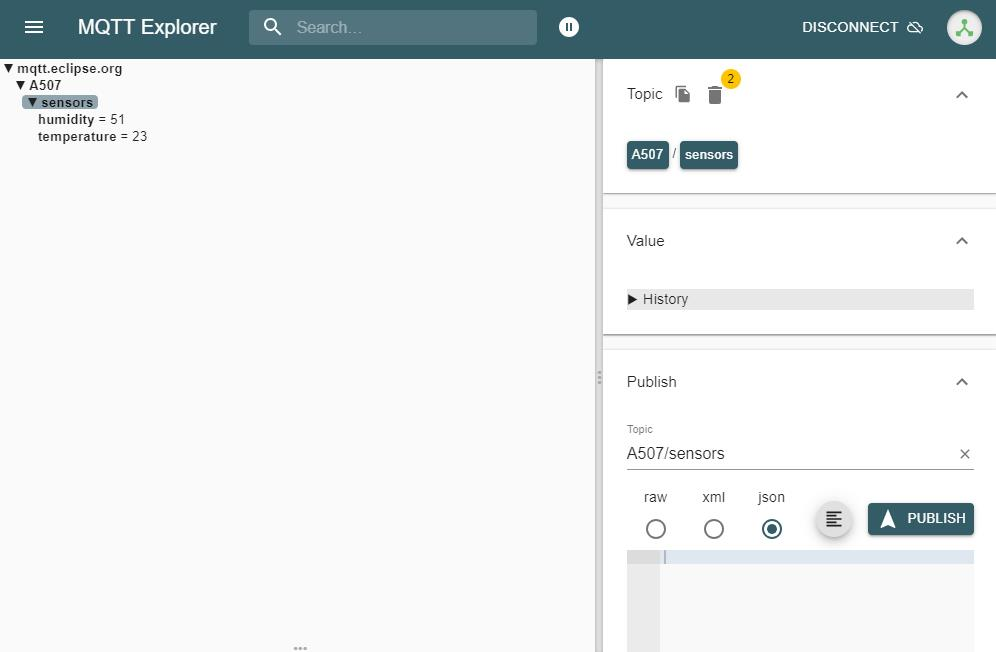 MQTT Explorer
Search...
DISCONNECT
▼ mqtt.eclipse.org
▼ A507
▼ sensors
humidity = 51
temperature = 23
Topic 2
A507 / sensors
Value
▶ History
Publish
Topic
A507/sensors
raw xml json
PUBLISH